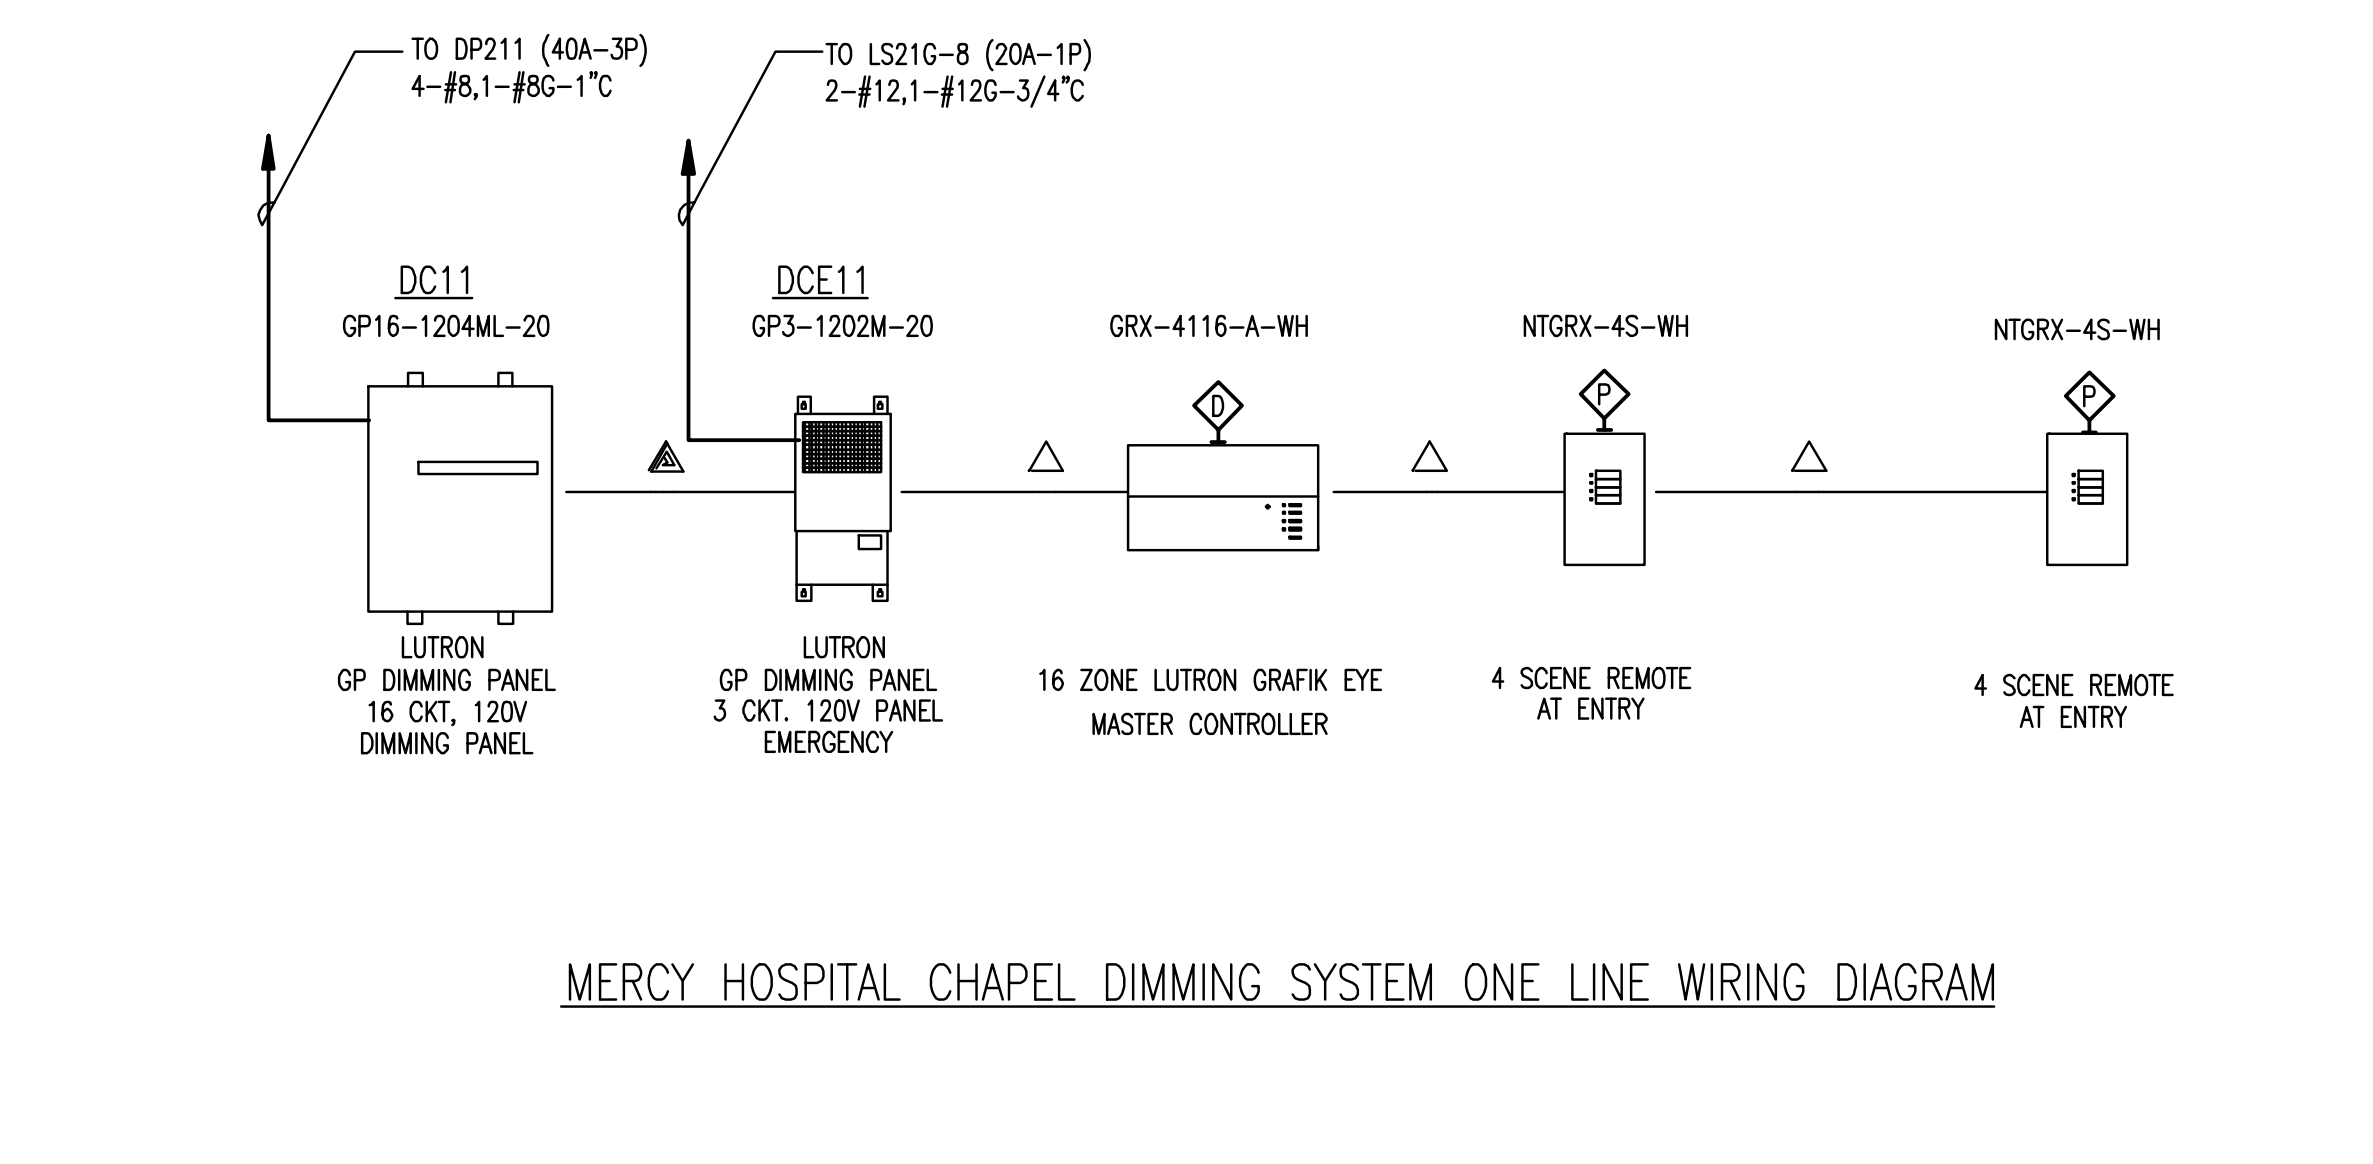 TO DP211 (40A-3P)
4-#8,1-#8G-1"C
TO LS21G-8 (20A-1P)
2-#12,1-#12G-3/4"C
DC11
GP16-1204ML-20
DCE11
GP3-1202M-20
GRX-4116-A-WH
NTGRX-4S-WH
NTGRX-4S-WH
D
P
P
LUTRON
GP DIMMING PANEL
16 CKT, 120V
DIMMING PANEL
LUTRON
GP DIMMING PANEL
3 CKT. 120V PANEL
EMERGENCY
16 ZONE LUTRON GRAFIK EYE
MASTER CONTROLLER
4 SCENE REMOTE
AT ENTRY
4 SCENE REMOTE
AT ENTRY
MERCY HOSPITAL CHAPEL DIMMING SYSTEM ONE LINE WIRING DIAGRAM